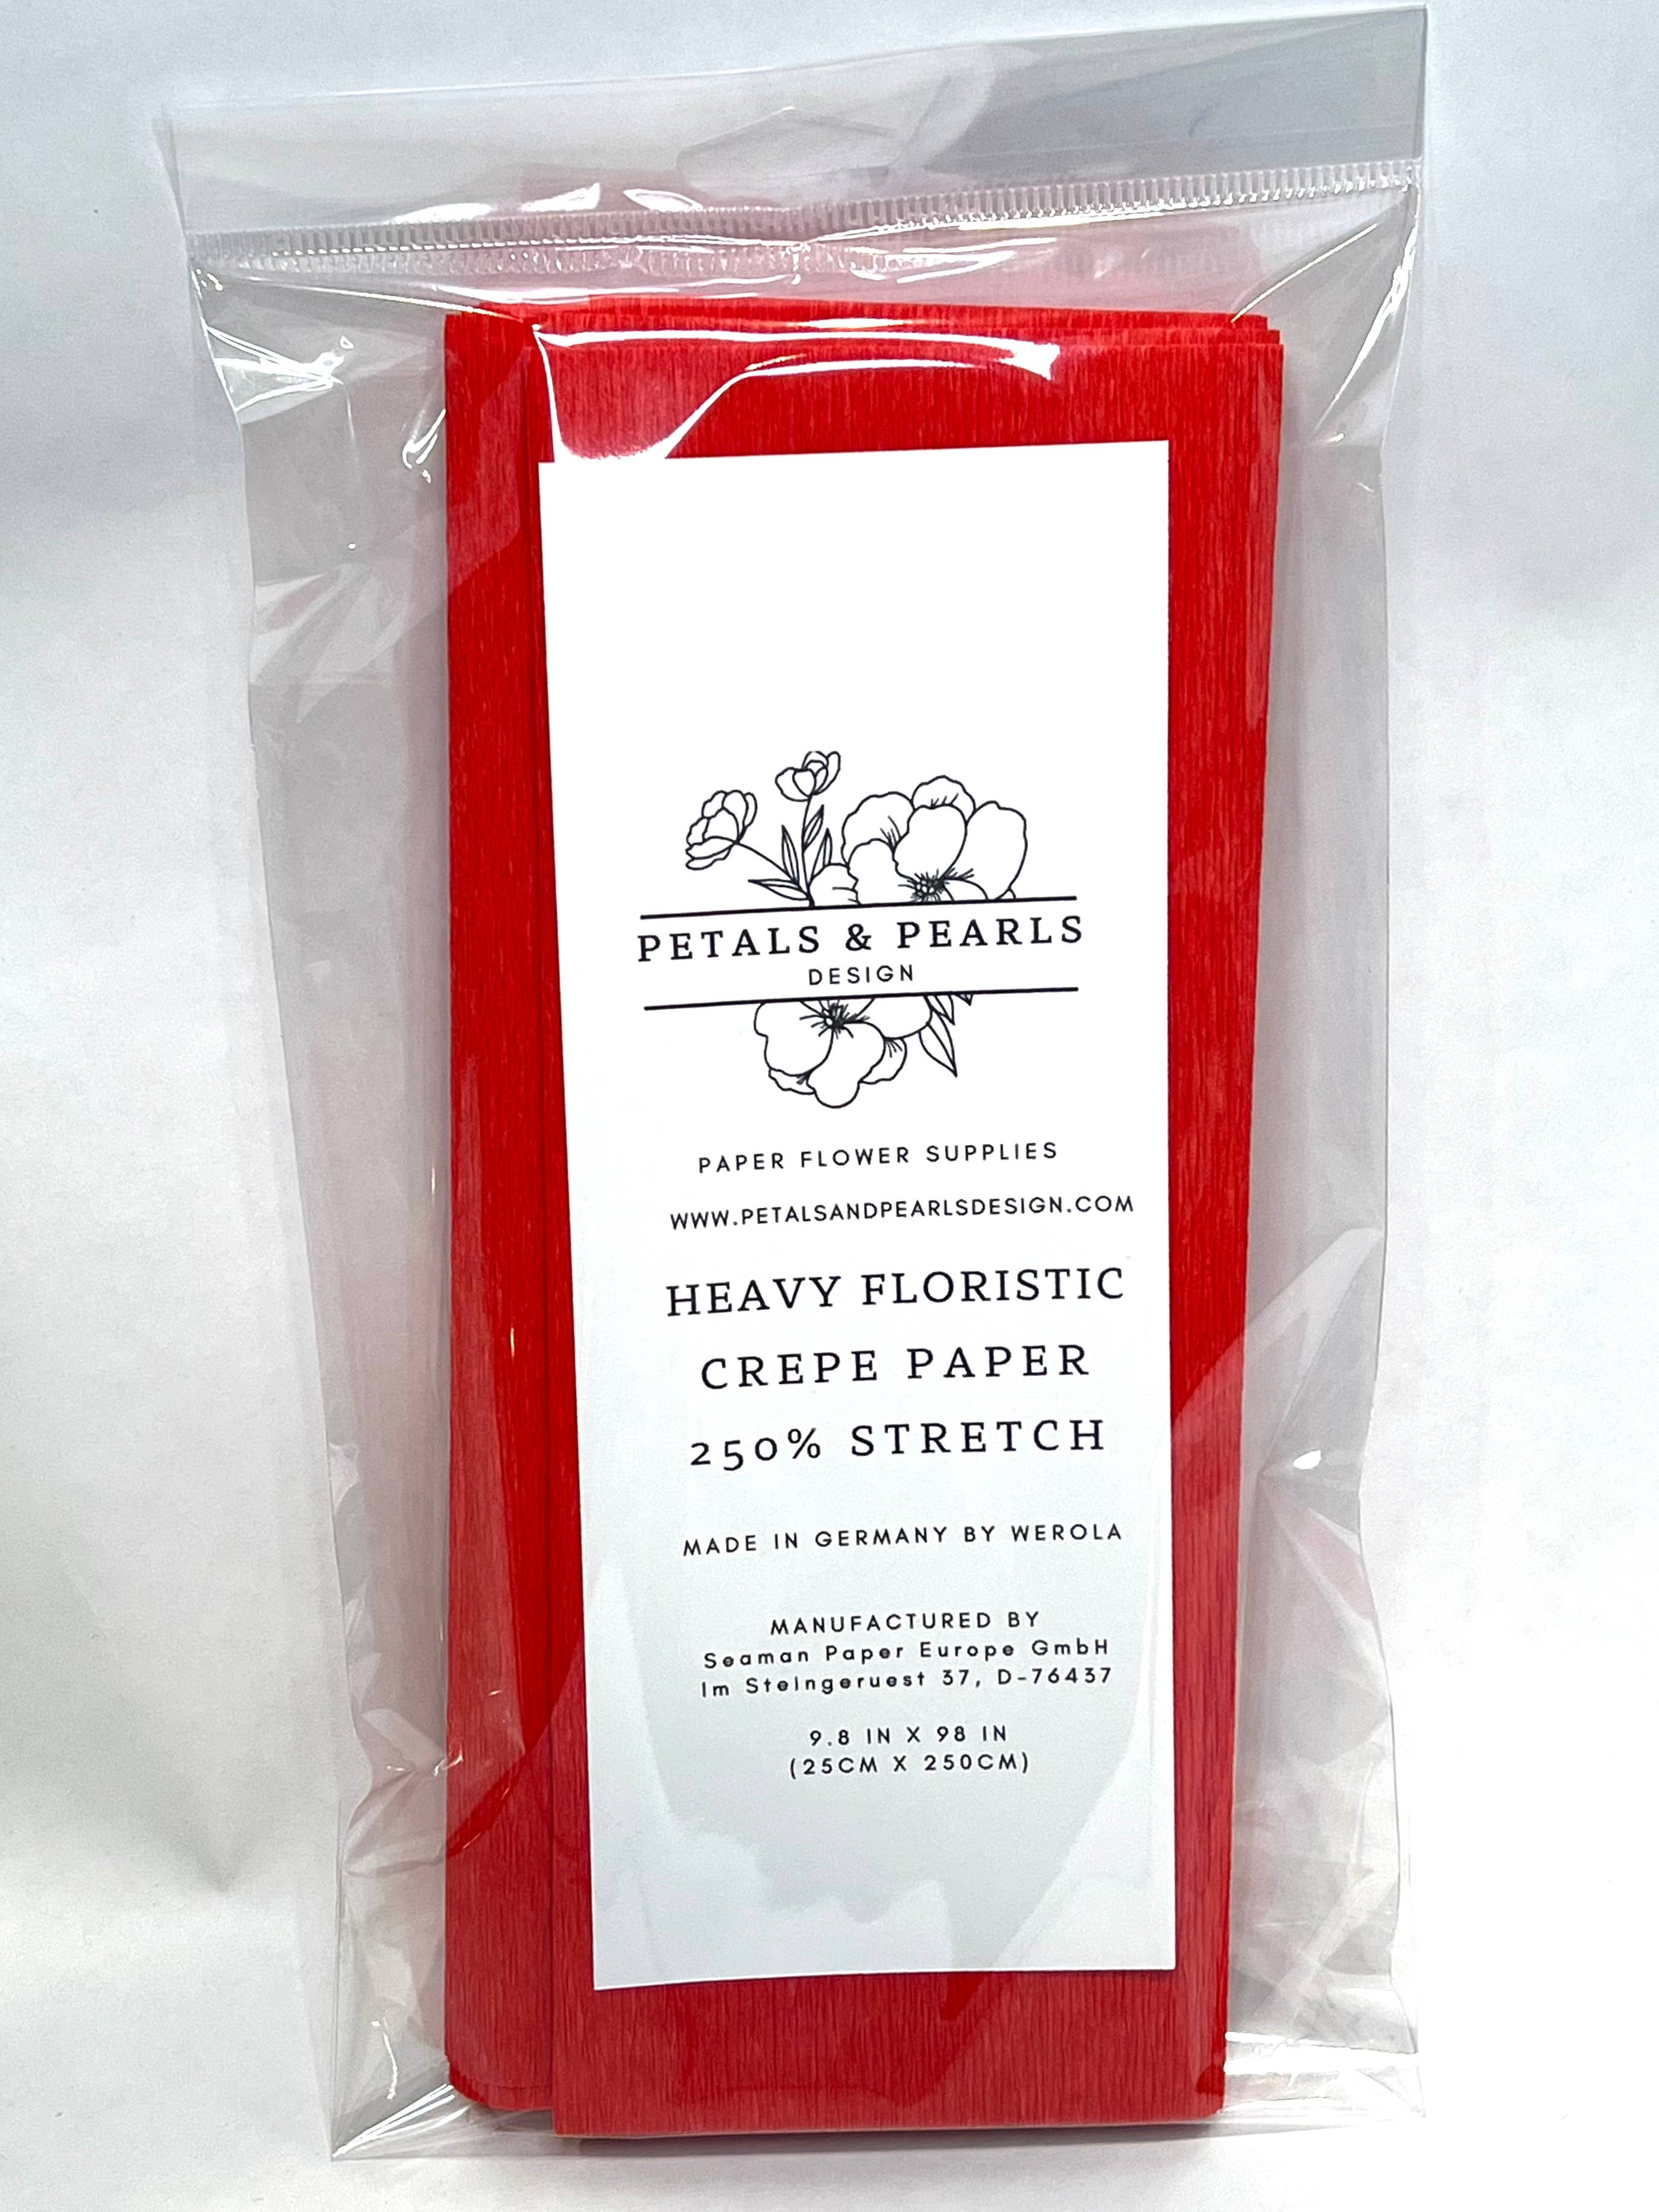 PETALS & PEARLS
DESIGN
PAPER FLOWER SUPPLIES
WWW.PETALSANDPEARLSDESIGN.COM
HEAVY FLORISTIC
CREPE PAPER
250% STRETCH
MADE IN GERMANY BY WEROLA
MANUFACTURED BY
Seaman Paper Europe GmbH
Im Steingeruest 37, D-76437
9.8 IN X 98 IN
(25CM X 250CM)